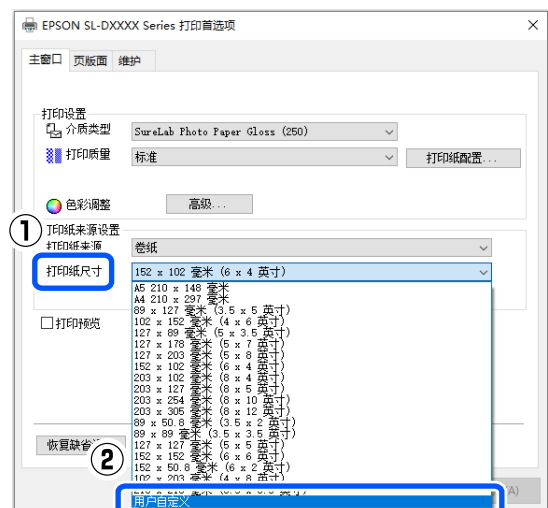 EPSON SL-DXXXX Series 打印首选项
主窗口 页版面 维护
打印设置
介质类型 SureLab Photo Paper Gloss (250)
打印质量 标准 打印纸配置...
色彩调整 高级...
①
打印纸来源设置
打印纸来源 卷纸
打印纸尺寸 152 x 102 毫米 (6 x 4 英寸)
A5 210 x 148 毫米
A4 210 x 297 毫米
89 x 127 毫米 (3.5 x 5 英寸)
打印预览 102 x 152 毫米 (4 x 6 英寸)
127 x 89 毫米 (5 x 3.5 英寸)
127 x 178 毫米 (5 x 7 英寸)
127 x 203 毫米 (5 x 8 英寸)
152 x 102 毫米 (6 x 4 英寸)
203 x 102 毫米 (8 x 4 英寸)
203 x 127 毫米 (8 x 5 英寸)
203 x 254 毫米 (8 x 10 英寸)
203 x 305 毫米 (8 x 12 英寸)
89 x 50.8 毫米 (3.5 x 2 英寸)
89 x 89 毫米 (3.5 x 3.5 英寸)
恢复缺省 127 x 127 毫米 (5 x 5 英寸)
② 152 x 152 毫米 (6 x 6 英寸)
152 x 50.8 毫米 (6 x 2 英寸)
102 x 203 毫米 (4 x 8 英寸)
用户自定义
(A)